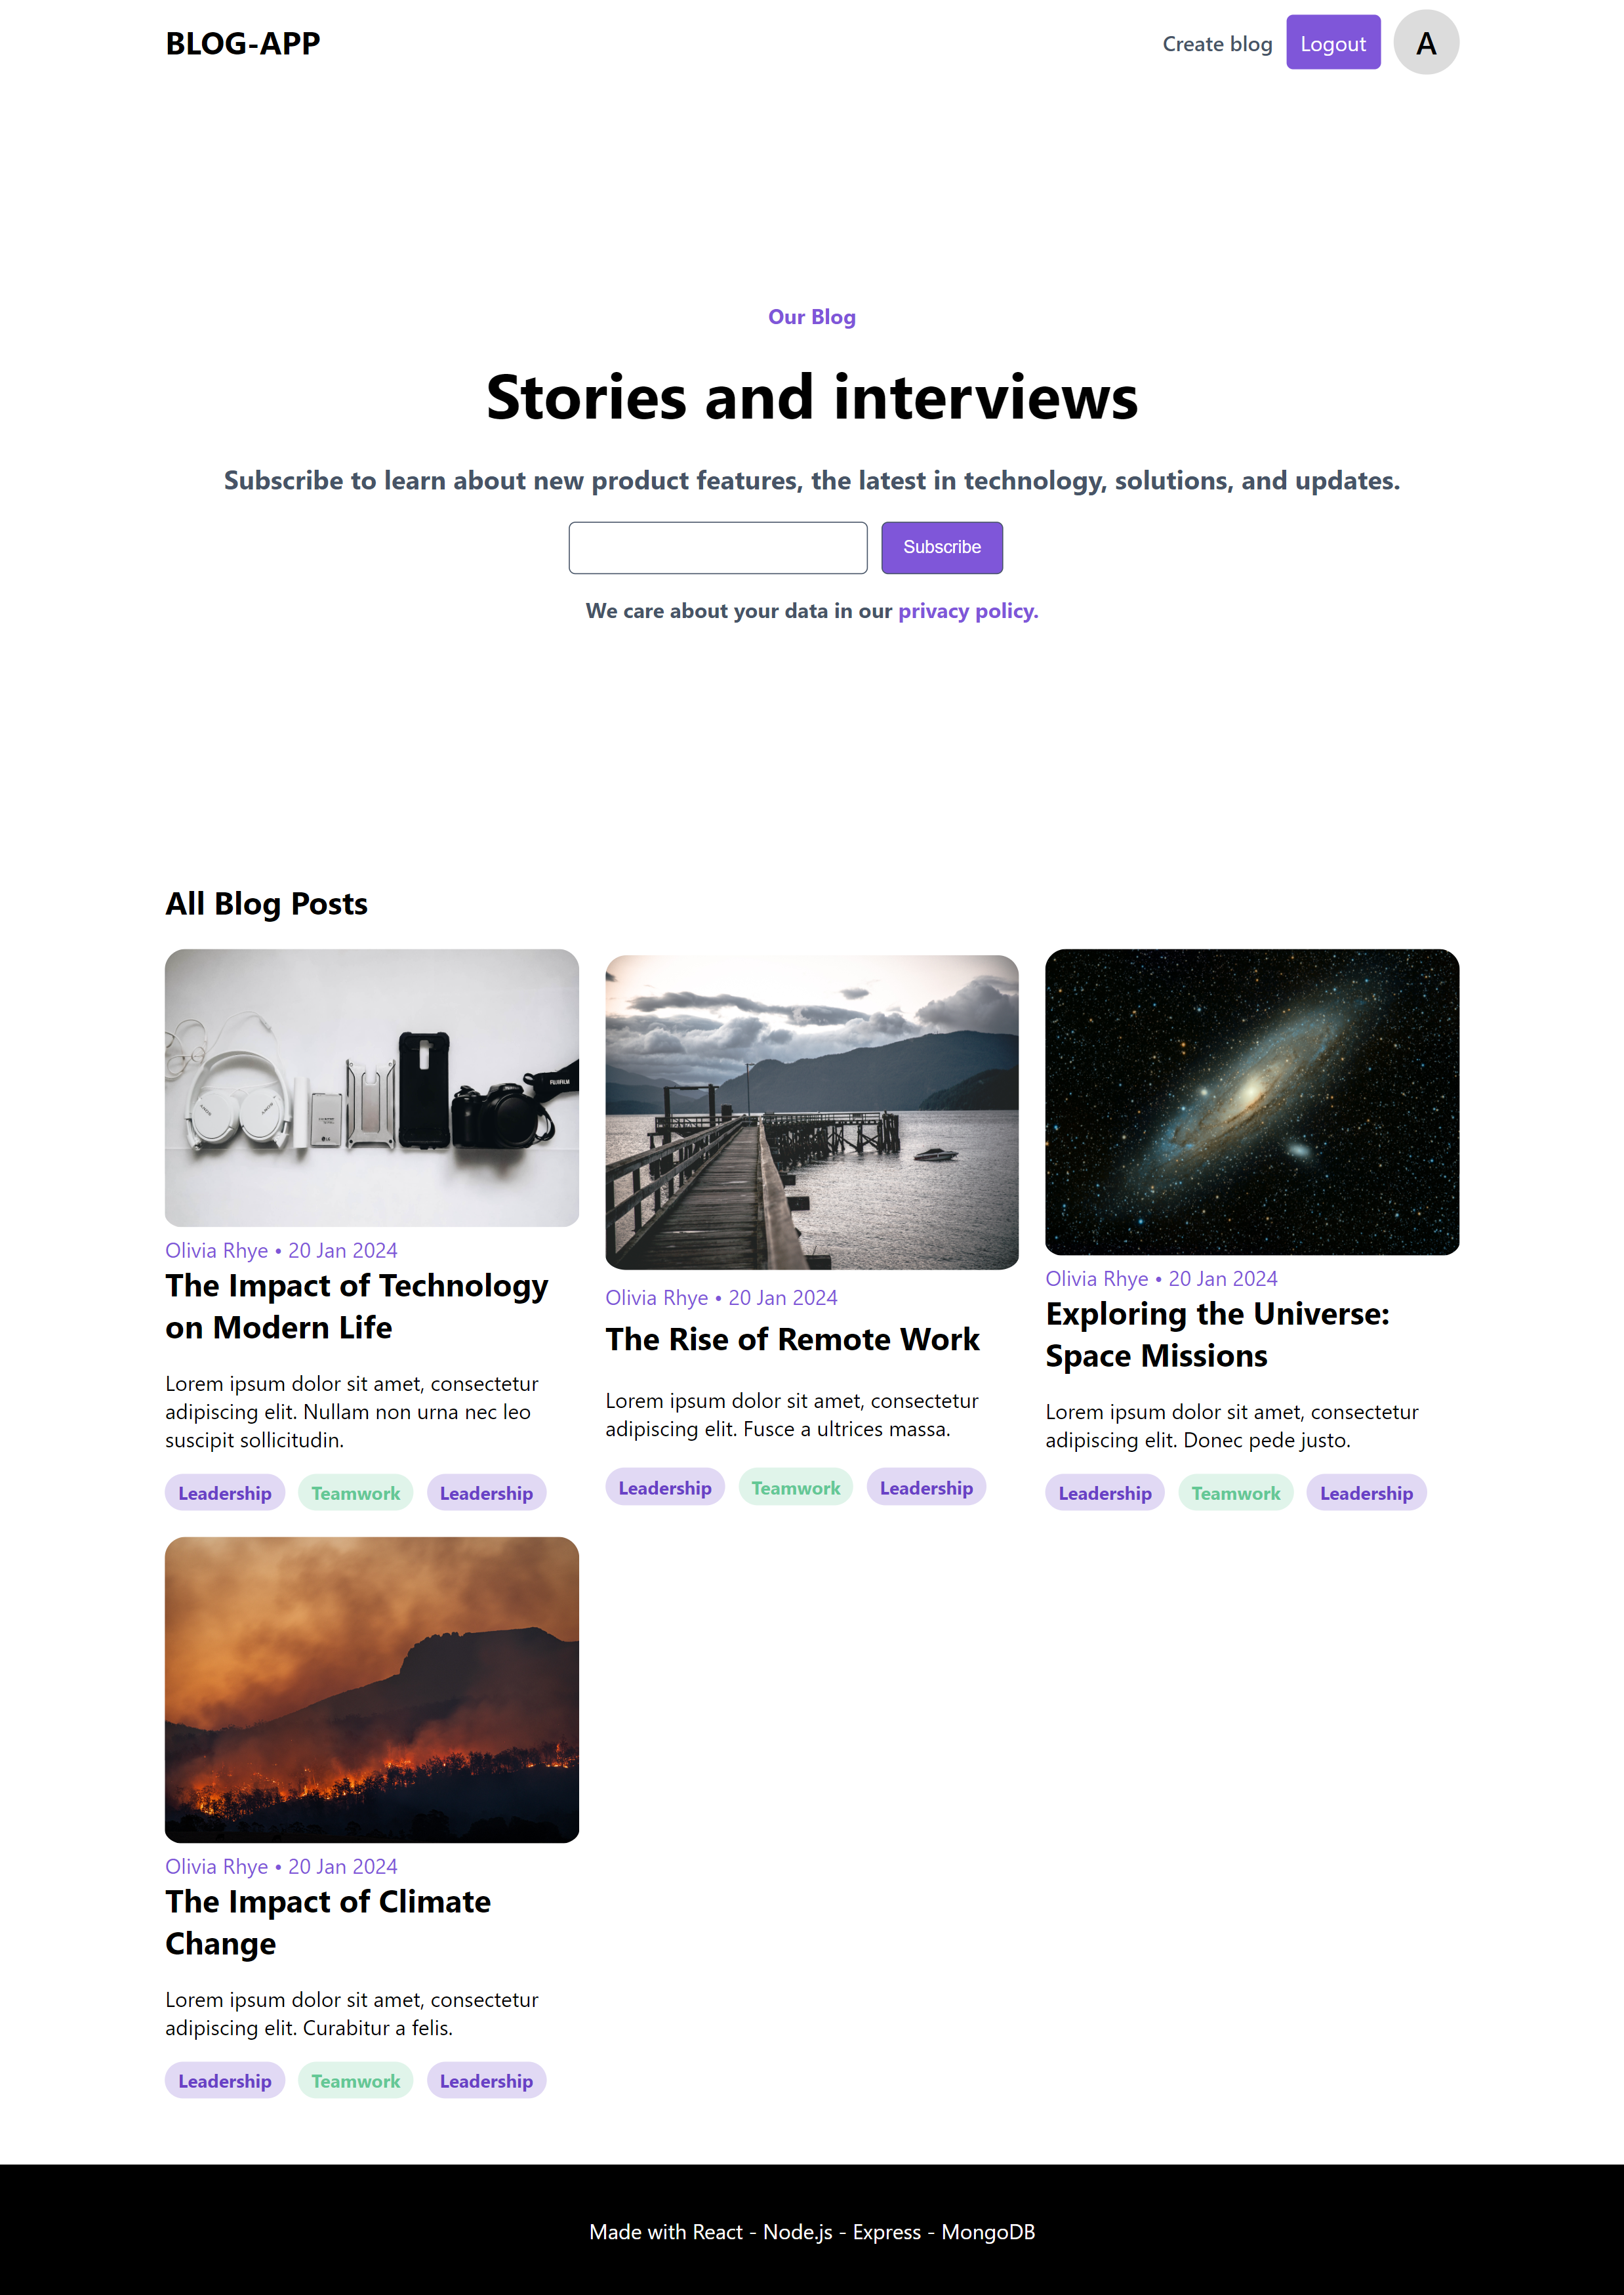 BLOG-APP
Create blog
Logout
A
Our Blog
Stories and interviews
Subscribe to learn about new product features, the latest in technology, solutions, and updates.
Subscribe
We care about your data in our privacy policy.
All Blog Posts
SONY
SONY
LG
FUJIFILM
Olivia Rhye • 20 Jan 2024
The Impact of Technology
on Modern Life
Lorem ipsum dolor sit amet, consectetur
adipiscing elit. Nullam non urna nec leo
suscipit sollicitudin.
Leadership
Teamwork
Leadership
Olivia Rhye • 20 Jan 2024
The Rise of Remote Work
Lorem ipsum dolor sit amet, consectetur
adipiscing elit. Fusce a ultrices massa.
Leadership
Teamwork
Leadership
Olivia Rhye • 20 Jan 2024
Exploring the Universe:
Space Missions
Lorem ipsum dolor sit amet, consectetur
adipiscing elit. Donec pede justo.
Leadership
Teamwork
Leadership
Olivia Rhye • 20 Jan 2024
The Impact of Climate
Change
Lorem ipsum dolor sit amet, consectetur
adipiscing elit. Curabitur a felis.
Leadership
Teamwork
Leadership
Made with React - Node.js - Express - MongoDB